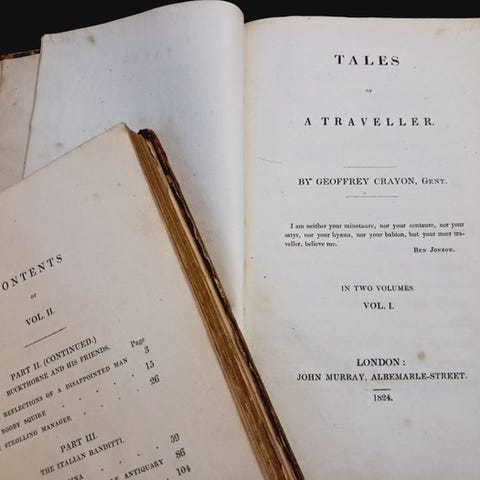 TALES
OF
A TRAVELLER.
BY GEOFFREY CRAYON, GENT.
I am neither your minotaure, nor your centaure, nor your
satyr, nor your hyæna, nor your babion, but your meer tra-
veller, believe me.
BEN JONSON.
IN TWO VOLUMES.
VOL. I.
LONDON:
JOHN MURRAY, ALBEMARLE-STREET.
1824.
ONTENTS
OF
VOL. II.
PART II. (CONTINUED.)
Page
BUCKTHORNE AND HIS FRIENDS. 3
REFLECTIONS OF A DISAPPOINTED MAN 15
BOOBY SQUIRE . . . . 26
STROLLING MANAGER . . . .
PART III.
THE ITALIAN BANDITTI.
. . . . 59
ANTIQUARY 86
. . . . 104